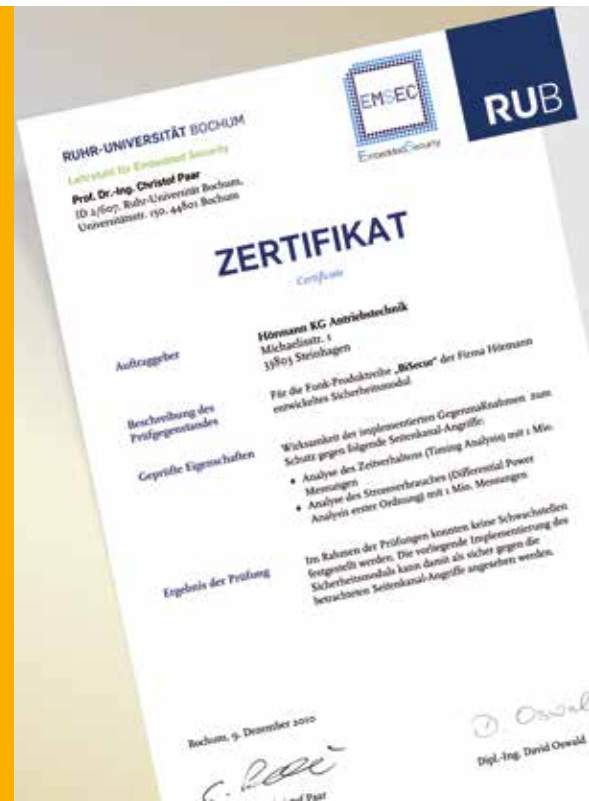 RUHR-UNIVERSITÄT BOCHUM
Lehrstuhl für Embedded Security
Prof. Dr.-Ing. Christof Paar
ID 2/607, Ruhr-Universität Bochum,
Universitätsstr. 150, 44801 Bochum
EMSEC
EmbeddedSecurity
RUB
ZERTIFIKAT
Certificate
Auftraggeber
Hörmann KG Antriebstechnik
Michaelisstr. 1
33803 Steinhagen
Beschreibung des
Prüfgegenstandes
Für die Funk-Produktreihe „BiSecur" der Firma Hörmann
entwickeltes Sicherheitsmodul
Geprüfte Eigenschaften
Wirksamkeit der implementierten Gegenmaßnahmen zum
Schutz gegen folgende Seitenkanal-Angriffe:
• Analyse des Zeitverhaltens (Timing Analysis) mit 1 Mio.
Messungen
• Analyse des Stromverbrauches (Differential Power
Analysis erster Ordnung) mit 1 Mio. Messungen
Ergebnis der Prüfung
Im Rahmen der Prüfungen konnten keine Schwachstellen
festgestellt werden. Die vorliegende Implementierung des
Sicherheitsmoduls kann damit als sicher gegen die
betrachteten Seitenkanal-Angriffe angesehen werden.
Bochum, 9. Dezember 2010
D. Oswald
Dipl.-Ing. David Oswald
Paar